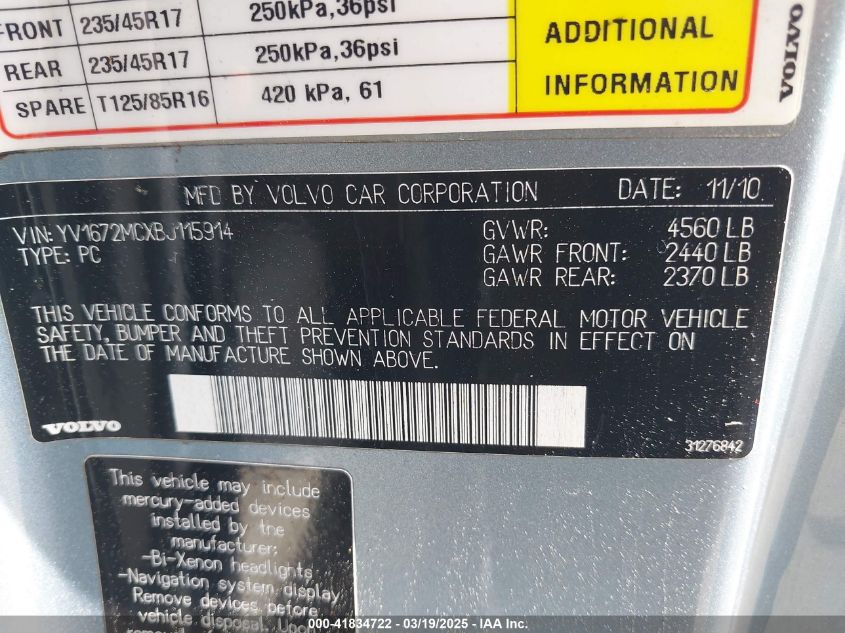 FRONT 235/45R17 250kPa,36psi
REAR 235/45R17 250kPa,36psi
SPARE T125/85R16 420 kPa, 61
ADDITIONAL
INFORMATION
VOLVO
MFD BY VOLVO CAR CORPORATION DATE: 11/10
VIN: YV1672MCXBJ115914 GVWR: 4560 LB
TYPE: PC GAWR FRONT: 2440 LB
GAWR REAR: 2370 LB
THIS VEHICLE CONFORMS TO ALL APPLICABLE FEDERAL MOTOR VEHICLE
SAFETY, BUMPER AND THEFT PREVENTION STANDARDS IN EFFECT ON
THE DATE OF MANUFACTURE SHOWN ABOVE.
VOLVO
31276842
This vehicle may include
mercury-added devices
installed by the
manufacturer:
-Bi-Xenon headlights
-Navigation system display
Remove devices before
vehicle disposal. Upon
000-41834722 - 03/19/2025 - IAA Inc.